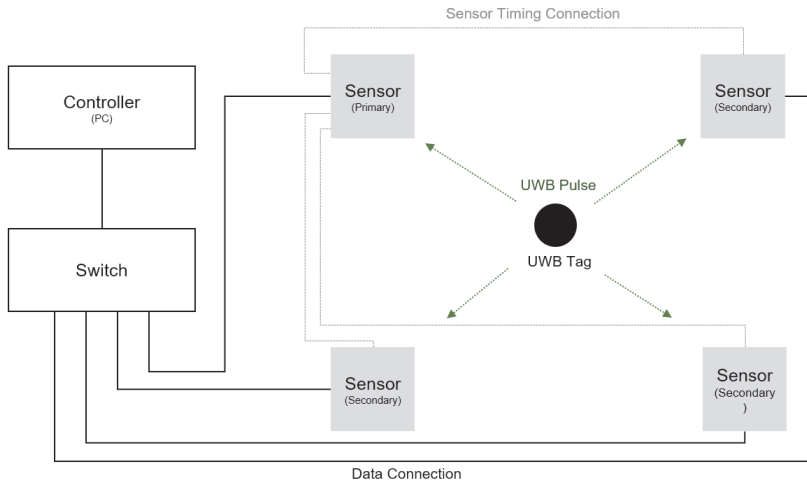 Sensor Timing Connection
Controller
(PC)
Sensor
(Primary)
Sensor
(Secondary)
UWB Pulse
UWB Tag
Switch
Sensor
(Secondary)
Sensor
(Secondary
)
Data Connection